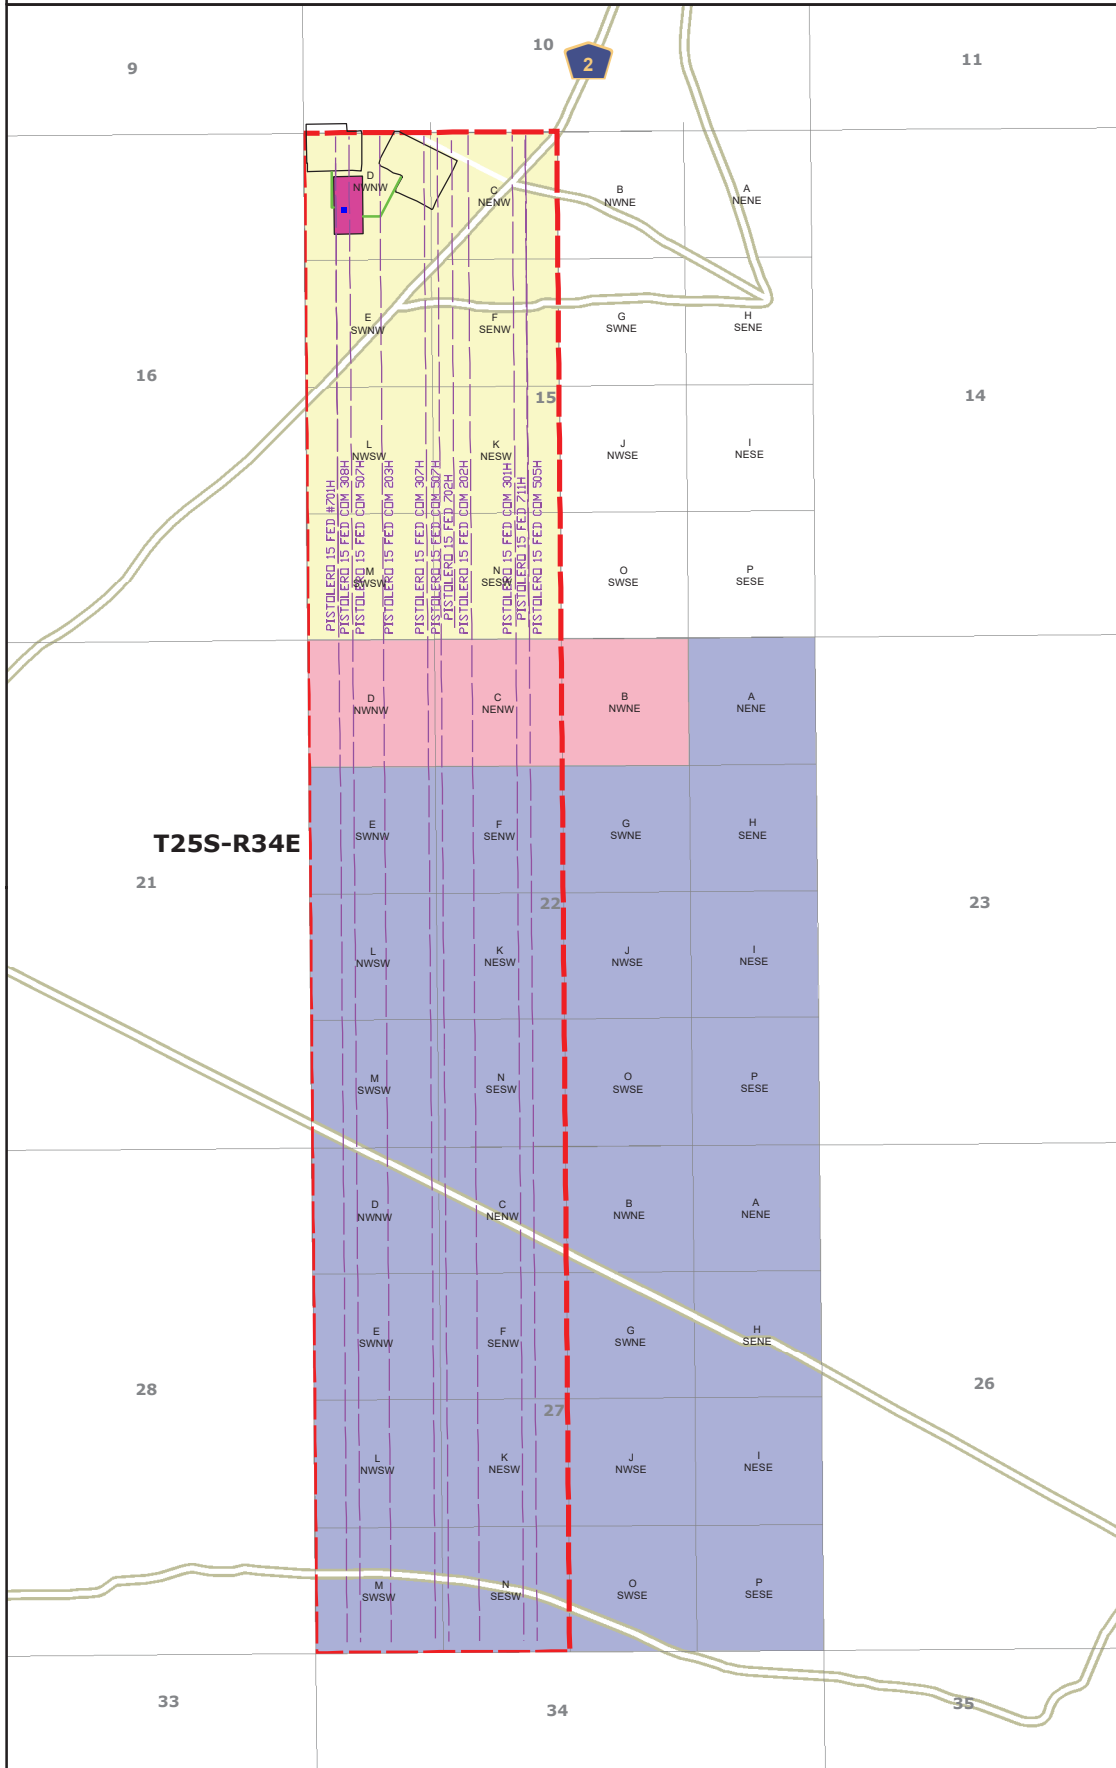 10
2
11
9
D
NWNW
C
NENW
B
NWNE
A
NENE
E
SWNW
F
SENW
G
SWNE
H
SENE
16
15
14
L
NWSW
K
NESW
J
NWSE
I
NESE
PISTOLERO 15 FED #701H
PISTOLERO 15 FED COM 308H
PISTOLERO 15 FED COM 507H
PISTOLERO 15 FED COM 203H
PISTOLERO 15 FED COM 307H
PISTOLERO 15 FED COM 507H
PISTOLERO 15 FED 702H
PISTOLERO 15 FED COM 202H
PISTOLERO 15 FED COM 301H
PISTOLERO 15 FED 711H
PISTOLERO 15 FED COM 505H
M
SWSW
N
SESW
O
SWSE
P
SESE
D
NWNW
C
NENW
B
NWNE
A
NENE
E
SWNW
F
SENW
G
SWNE
H
SENE
T25S-R34E
21
22
23
L
NWSW
K
NESW
J
NWSE
I
NESE
M
SWSW
N
SESW
O
SWSE
P
SESE
D
NWNW
C
NENW
B
NWNE
A
NENE
E
SWNW
F
SENW
G
SWNE
H
SENE
28
27
26
L
NWSW
K
NESW
J
NWSE
I
NESE
M
SWSW
N
SESW
O
SWSE
P
SESE
33
34
35